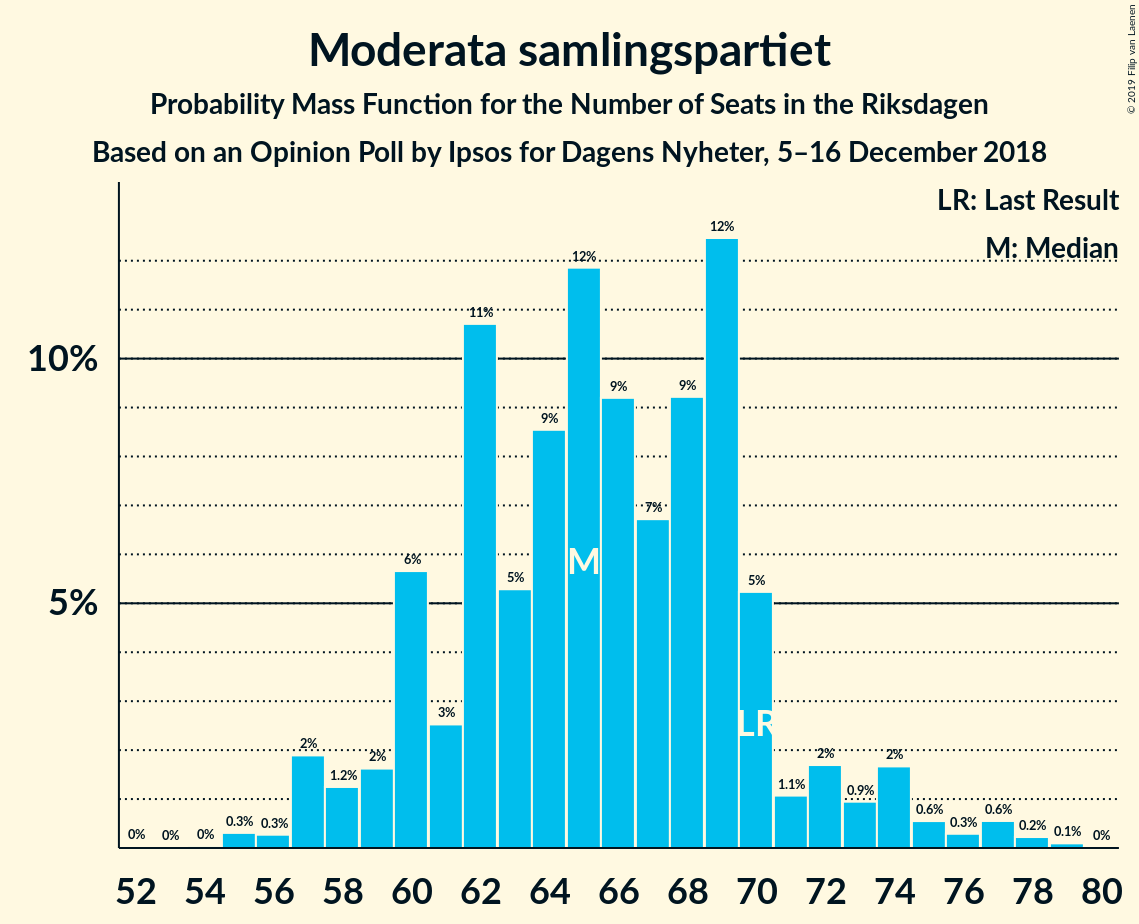 Moderata samlingspartiet
Probability Mass Function for the Number of Seats in the Riksdagen
Based on an Opinion Poll by Ipsos for Dagens Nyheter, 5–16 December 2018
© 2019 Filip van Laenen
LR: Last Result
M: Median
10%
5%
0% 0% 0% 0.3% 0.3% 2% 1.2% 2% 6% 3% 11% 5% 9% 12% 9% 7% 9% 12% 5% 1.1% 2% 0.9% 2% 0.6% 0.3% 0.6% 0.2% 0.1% 0%
M
LR
52 54 56 58 60 62 64 66 68 70 72 74 76 78 80